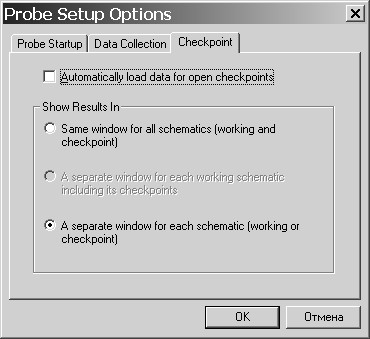 Probe Setup Options
Probe Startup Data Collection Checkpoint
Automatically load data for open checkpoints
Show Results In
Same window for all schematics (working and
checkpoint)
A separate window for each working schematic
including its checkpoints
A separate window for each schematic (working or
checkpoint)
OK Отмена